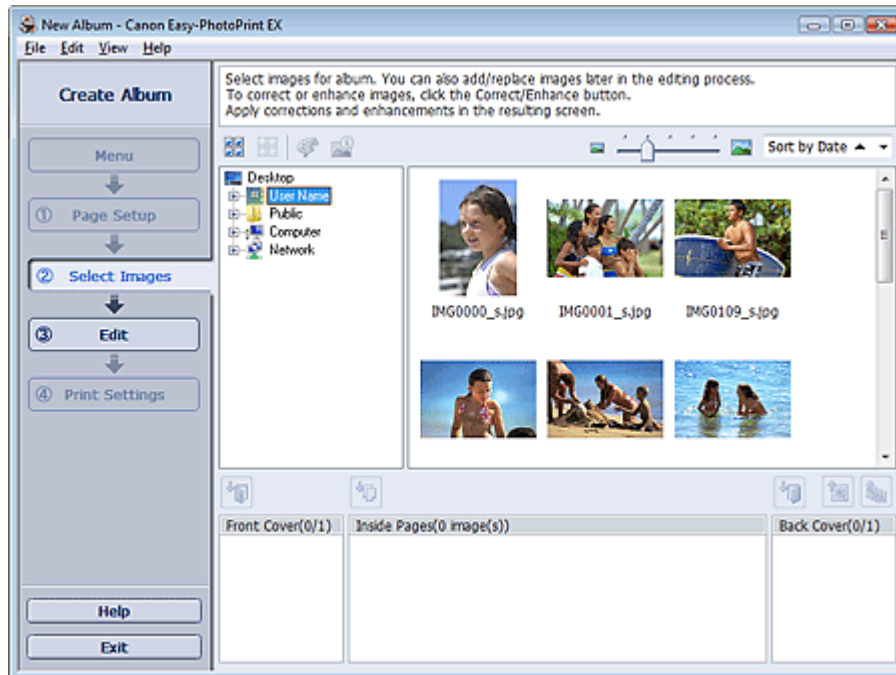 New Album - Canon Easy-PhotoPrint EX
File Edit View Help
Create Album
Menu
① Page Setup
② Select Images
③ Edit
④ Print Settings
Help
Exit
Select images for album. You can also add/replace images later in the editing process.
To correct or enhance images, click the Correct/Enhance button.
Apply corrections and enhancements in the resulting screen.
Sort by Date
Desktop
User Name
Public
Computer
Network
IMG0000_s.jpg IMG0001_s.jpg IMG0109_s.jpg
Front Cover(0/1) Inside Pages(0 image(s)) Back Cover(0/1)